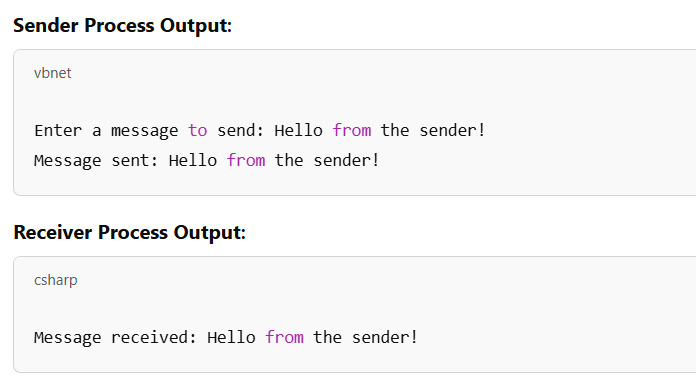 Sender Process Output:
vbnet
Enter a message to send: Hello from the sender!
Message sent: Hello from the sender!
Receiver Process Output:
csharp
Message received: Hello from the sender!